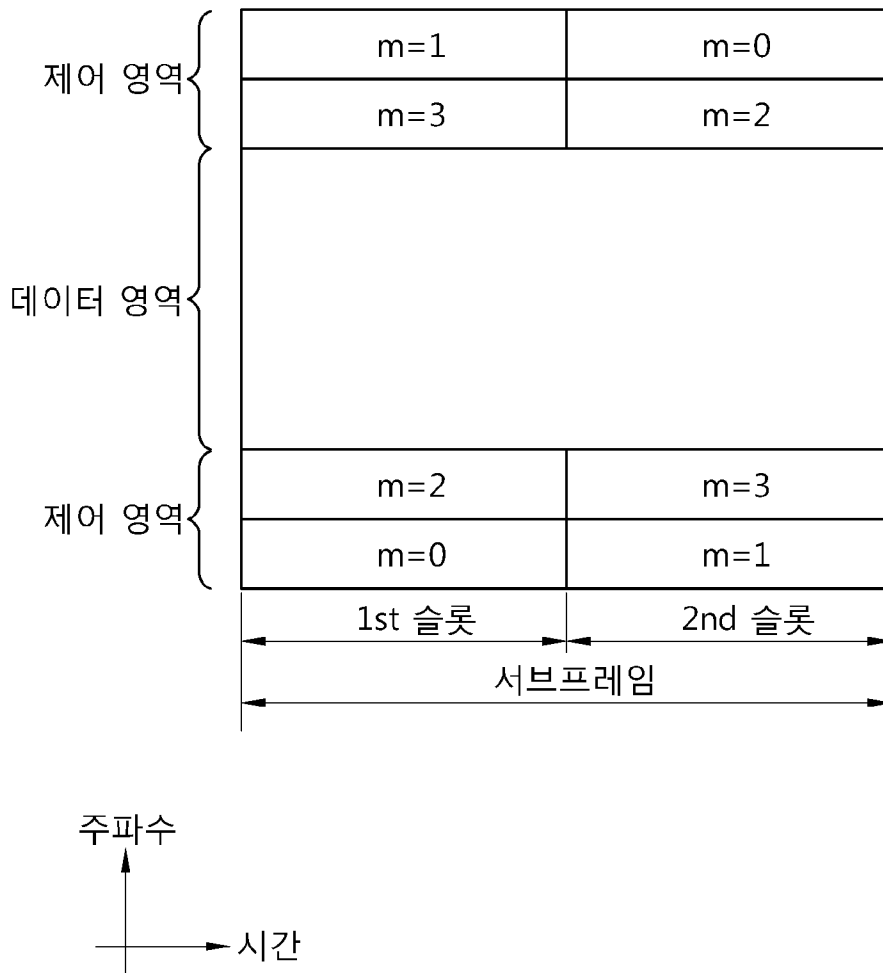 제어 영역
m=1
m=0
m=3
m=2
데이터 영역
제어 영역
m=2
m=3
m=0
m=1
1st 슬롯
2nd 슬롯
서브프레임
주파수
시간